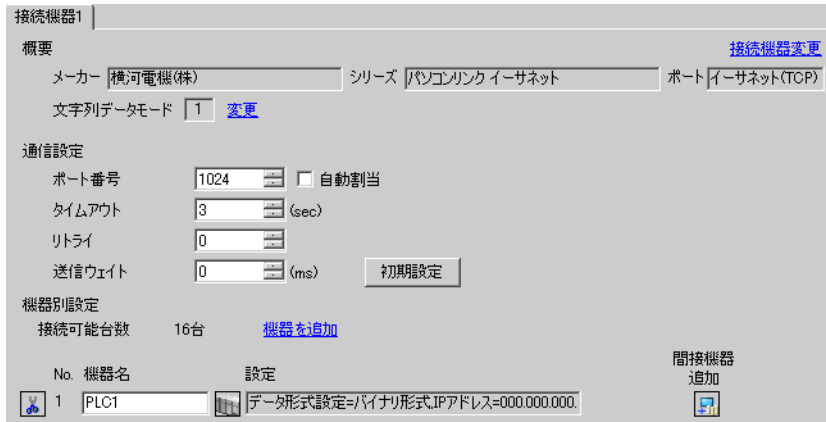 接続機器1
概要
接続機器変更
メーカー 横河電機(株) シリーズ パソコンリンク イーサネット ポート イーサネット(TCP)
文字列データモード 1 変更
通信設定
ポート番号 1024 自動割当
タイムアウト 3 (sec)
リトライ 0
送信ウェイト 0 (ms) 初期設定
機器別設定
接続可能台数 16台 機器を追加
間接機器
No. 機器名 設定 追加
1 PLC1 データ形式設定=バイナリ形式,IPアドレス=000.000.000.